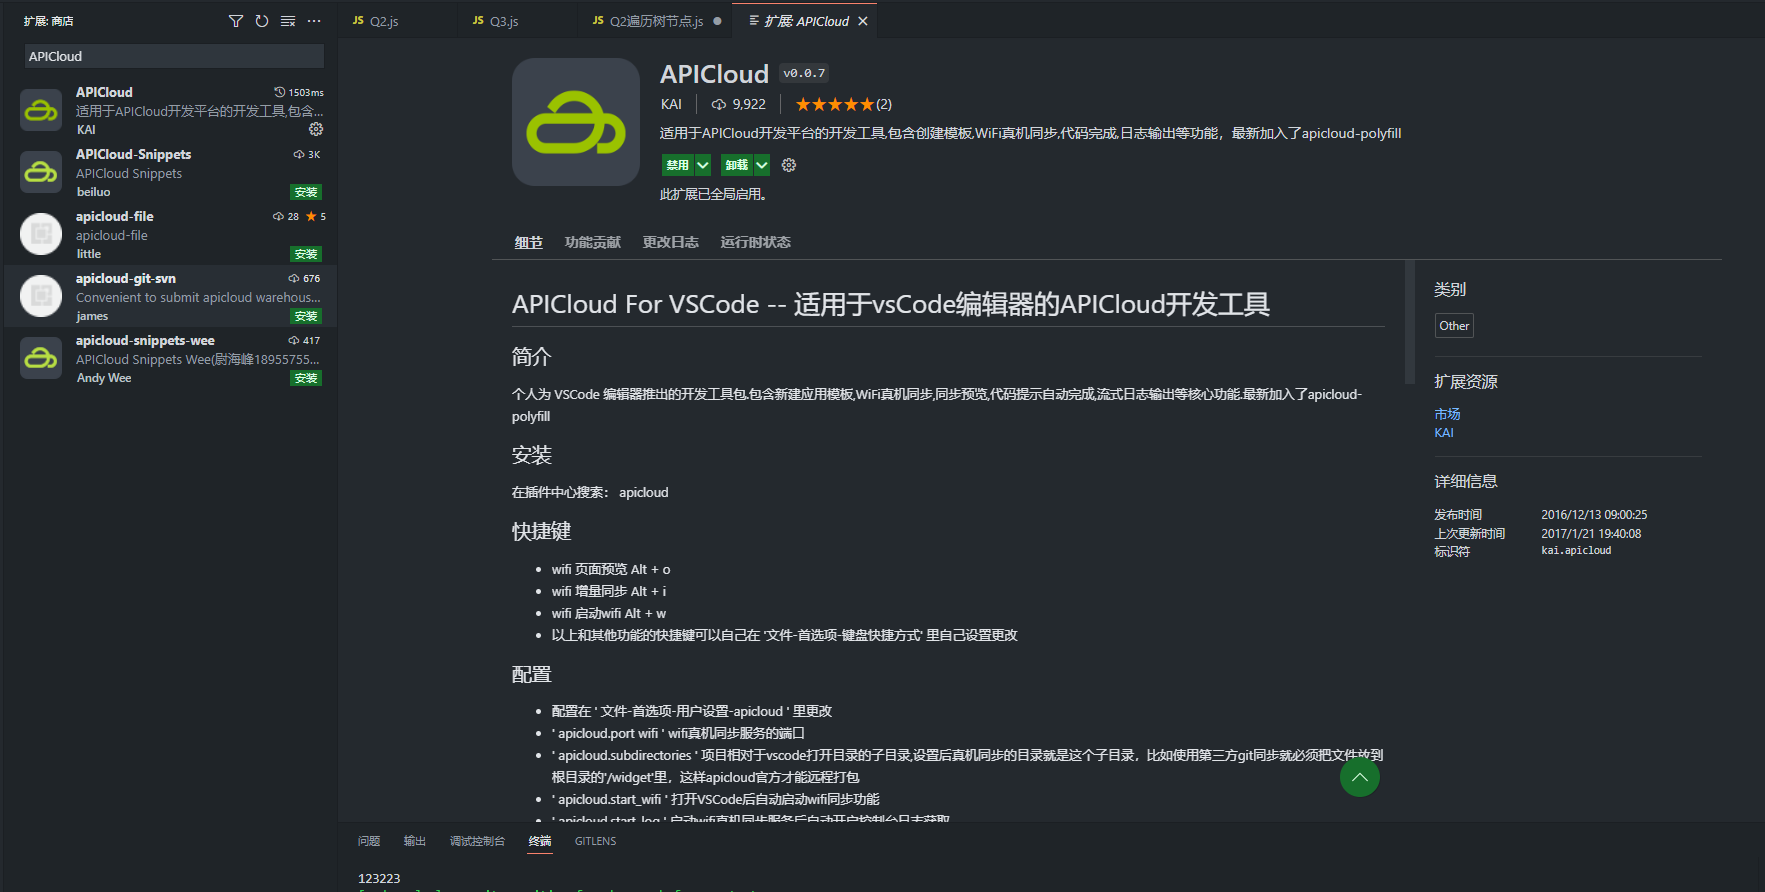 扩展: 商店
APICloud
APICloud
1503ms
适用于APICloud开发平台的开发工具,包含...
KAI
APICloud-Snippets
3K
APICloud Snippets
beiluo
安装
apicloud-file
28 ★ 5
apicloud-file
little
安装
apicloud-git-svn
676
Convenient to submit apicloud warehous...
james
安装
apicloud-snippets-wee
417
APICloud Snippets Wee(尉海峰18955755...
Andy Wee
安装
JS Q2.js
JS Q3.js
JS Q2遍历树节点.js ●
扩展: APICloud
APICloud v0.0.7
KAI
9,922
★★★★★(2)
适用于APICloud开发平台的开发工具,包含创建模板,WiFi真机同步,代码完成,日志输出等功能，最新加入了apicloud-polyfill
禁用
卸载
此扩展已全局启用。
细节
功能贡献
更改日志
运行时状态
APICloud For VSCode -- 适用于vsCode编辑器的APICloud开发工具
简介
个人为 VSCode 编辑器推出的开发工具包.包含新建应用模板,WiFi真机同步,同步预览,代码提示自动完成,流式日志输出等核心功能.最新加入了apicloud-
polyfill
安装
在插件中心搜索： apicloud
快捷键
• wifi 页面预览 Alt + o
• wifi 增量同步 Alt + i
• wifi 启动wifi Alt + w
• 以上和其他功能的快捷键可以自己在 '文件-首选项-键盘快捷方式' 里自己设置更改
配置
• 配置在 ' 文件-首选项-用户设置-apicloud ' 里更改
• ' apicloud.port wifi ' wifi真机同步服务的端口
• ' apicloud.subdirectories ' 项目相对于vscode打开目录的子目录,设置后真机同步的目录就是这个子目录，比如使用第三方git同步就必须把文件放到
根目录的'/widget'里，这样apicloud官方才能远程打包
• ' apicloud.start_wifi ' 打开VSCode后自动启动wifi同步功能
• ' apicloud.start_log ' 启动wifi真机同步服务后自动开启控制台日志获取
类别
Other
扩展资源
市场
KAI
详细信息
发布时间 2016/12/13 09:00:25
上次更新时间 2017/1/21 19:40:08
标识符 kai.apicloud
问题
输出
调试控制台
终端
GITLENS
123223